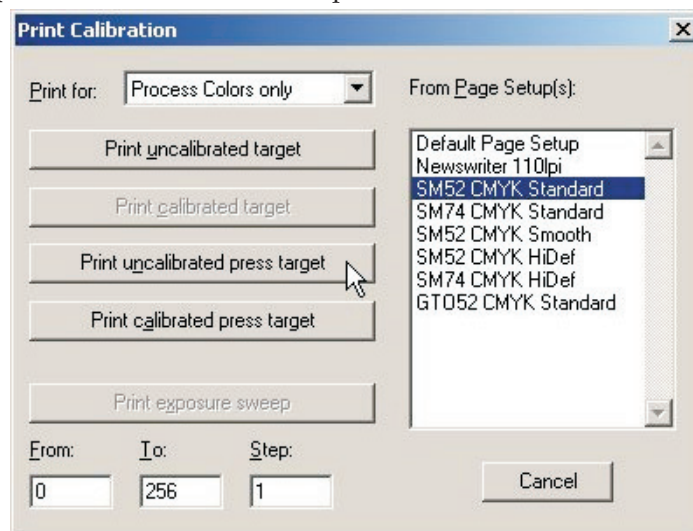 Print Calibration
Print for: Process Colors only
Print uncalibrated target
Print calibrated target
Print uncalibrated press target
Print calibrated press target
Print exposure sweep
From: To: Step:
0 256 1
From Page Setup(s):
Default Page Setup
Newswriter 110lpi
SM52 CMYK Standard
SM74 CMYK Standard
SM52 CMYK Smooth
SM52 CMYK HiDef
SM74 CMYK HiDef
GTO52 CMYK Standard
Cancel